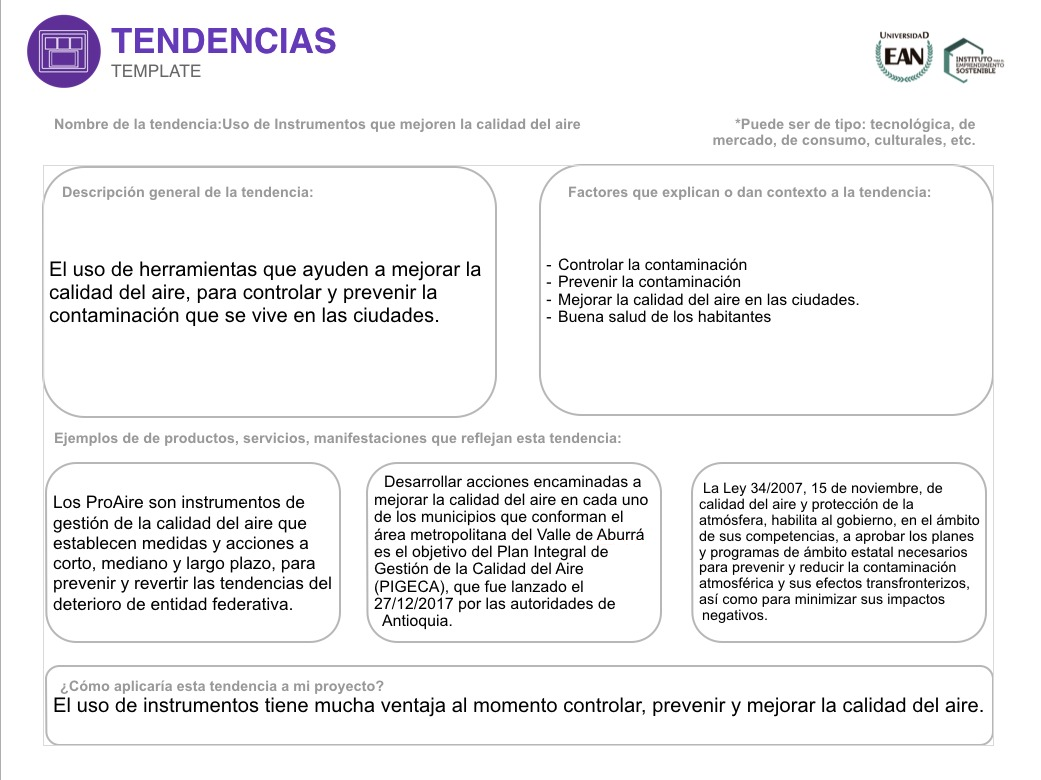 TENDENCIAS
TEMPLATE
UNIVERSIDAD
EAN
INSTITUTO PARA EL
EMPRENDIMIENTO
SOSTENIBLE
Nombre de la tendencia:Uso de Instrumentos que mejoren la calidad del aire
*Puede ser de tipo: tecnológica, de
mercado, de consumo, culturales, etc.
Descripción general de la tendencia:
El uso de herramientas que ayuden a mejorar la
calidad del aire, para controlar y prevenir la
contaminación que se vive en las ciudades.
Factores que explican o dan contexto a la tendencia:
- Controlar la contaminación
- Prevenir la contaminación
- Mejorar la calidad del aire en las ciudades.
- Buena salud de los habitantes
Ejemplos de de productos, servicios, manifestaciones que reflejan esta tendencia:
Los ProAire son instrumentos de
gestión de la calidad del aire que
establecen medidas y acciones a
corto, mediano y largo plazo, para
prevenir y revertir las tendencias del
deterioro de entidad federativa.
Desarrollar acciones encaminadas a
mejorar la calidad del aire en cada uno
de los municipios que conforman el
área metropolitana del Valle de Aburrá
es el objetivo del Plan Integral de
Gestión de la Calidad del Aire
(PIGECA), que fue lanzado el
27/12/2017 por las autoridades de
Antioquia.
La Ley 34/2007, 15 de noviembre, de
calidad del aire y protección de la
atmósfera, habilita al gobierno, en el ámbito
de sus competencias, a aprobar los planes
y programas de ámbito estatal necesarios
para prevenir y reducir la contaminación
atmosférica y sus efectos transfronterizos,
así como para minimizar sus impactos
negativos.
¿Cómo aplicaría esta tendencia a mi proyecto?
El uso de instrumentos tiene mucha ventaja al momento controlar, prevenir y mejorar la calidad del aire.